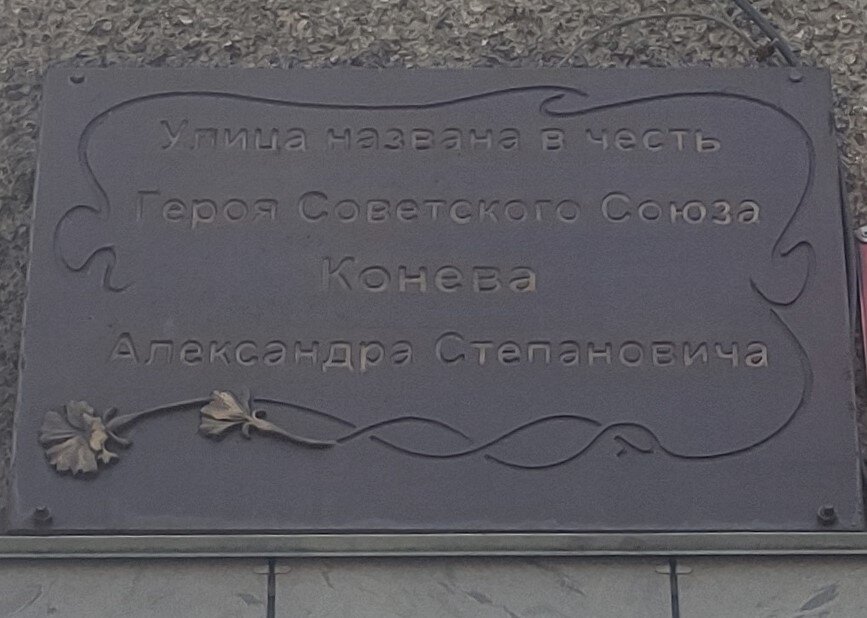 Улица названа в честь
Героя Советского Союза
Конева
Александра Степановича